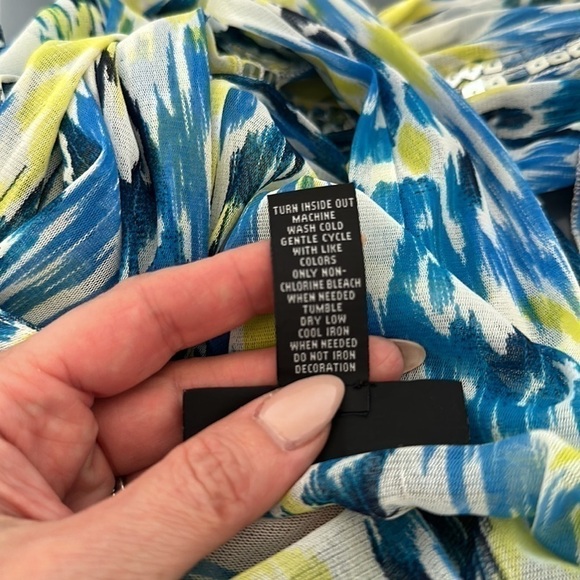 TURN INSIDE OUT
MACHINE
WASH COLD
GENTLE CYCLE
WITH LIKE
COLORS
ONLY NON-
CHLORINE BLEACH
WHEN NEEDED
TUMBLE
DRY LOW
COOL IRON
WHEN NEEDED
DO NOT IRON
DECORATION